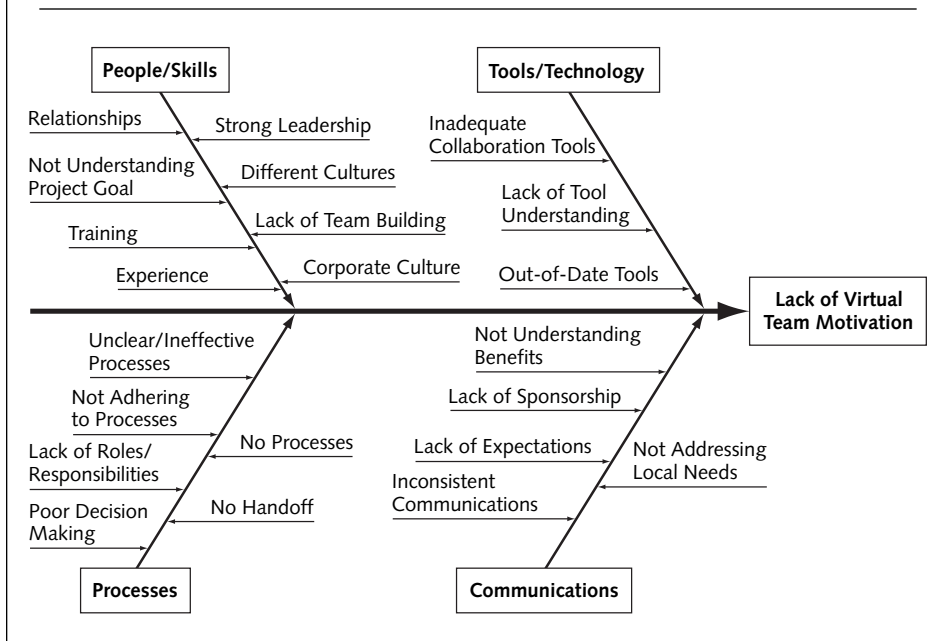 People/Skills
Relationships
Strong Leadership
Not Understanding
Project Goal
Different Cultures
Lack of Team Building
Training
Experience
Corporate Culture
Tools/Technology
Inadequate
Collaboration Tools
Lack of Tool
Understanding
Out-of-Date Tools
Lack of Virtual
Team Motivation
Unclear/Ineffective
Processes
Not Adhering
to Processes
No Processes
Lack of Roles/
Responsibilities
No Handoff
Poor Decision
Making
Processes
Not Understanding
Benefits
Lack of Sponsorship
Lack of Expectations
Not Addressing
Local Needs
Inconsistent
Communications
Communications